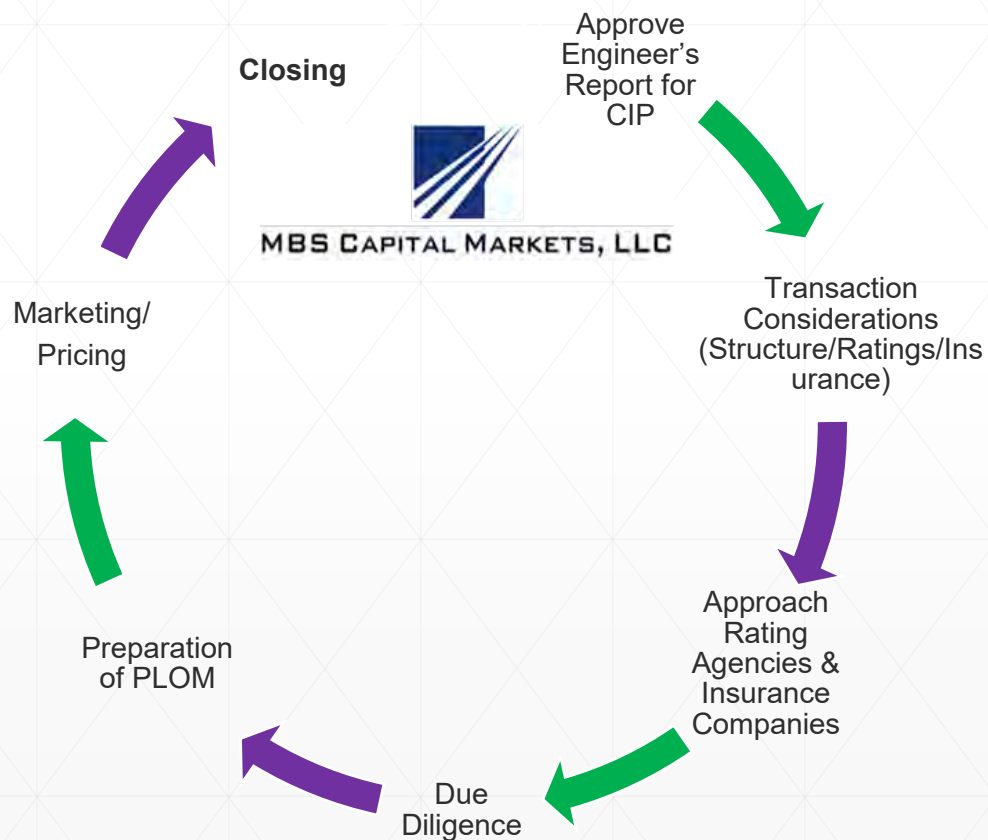 Closing
Approve
Engineer’s
Report for
CIP
MBS CAPITAL MARKETS, LLC
Transaction
Considerations
(Structure/Ratings/Ins
urance)
Approach
Rating
Agencies &
Insurance
Companies
Due
Diligence
Preparation
of PLOM
Marketing/
Pricing